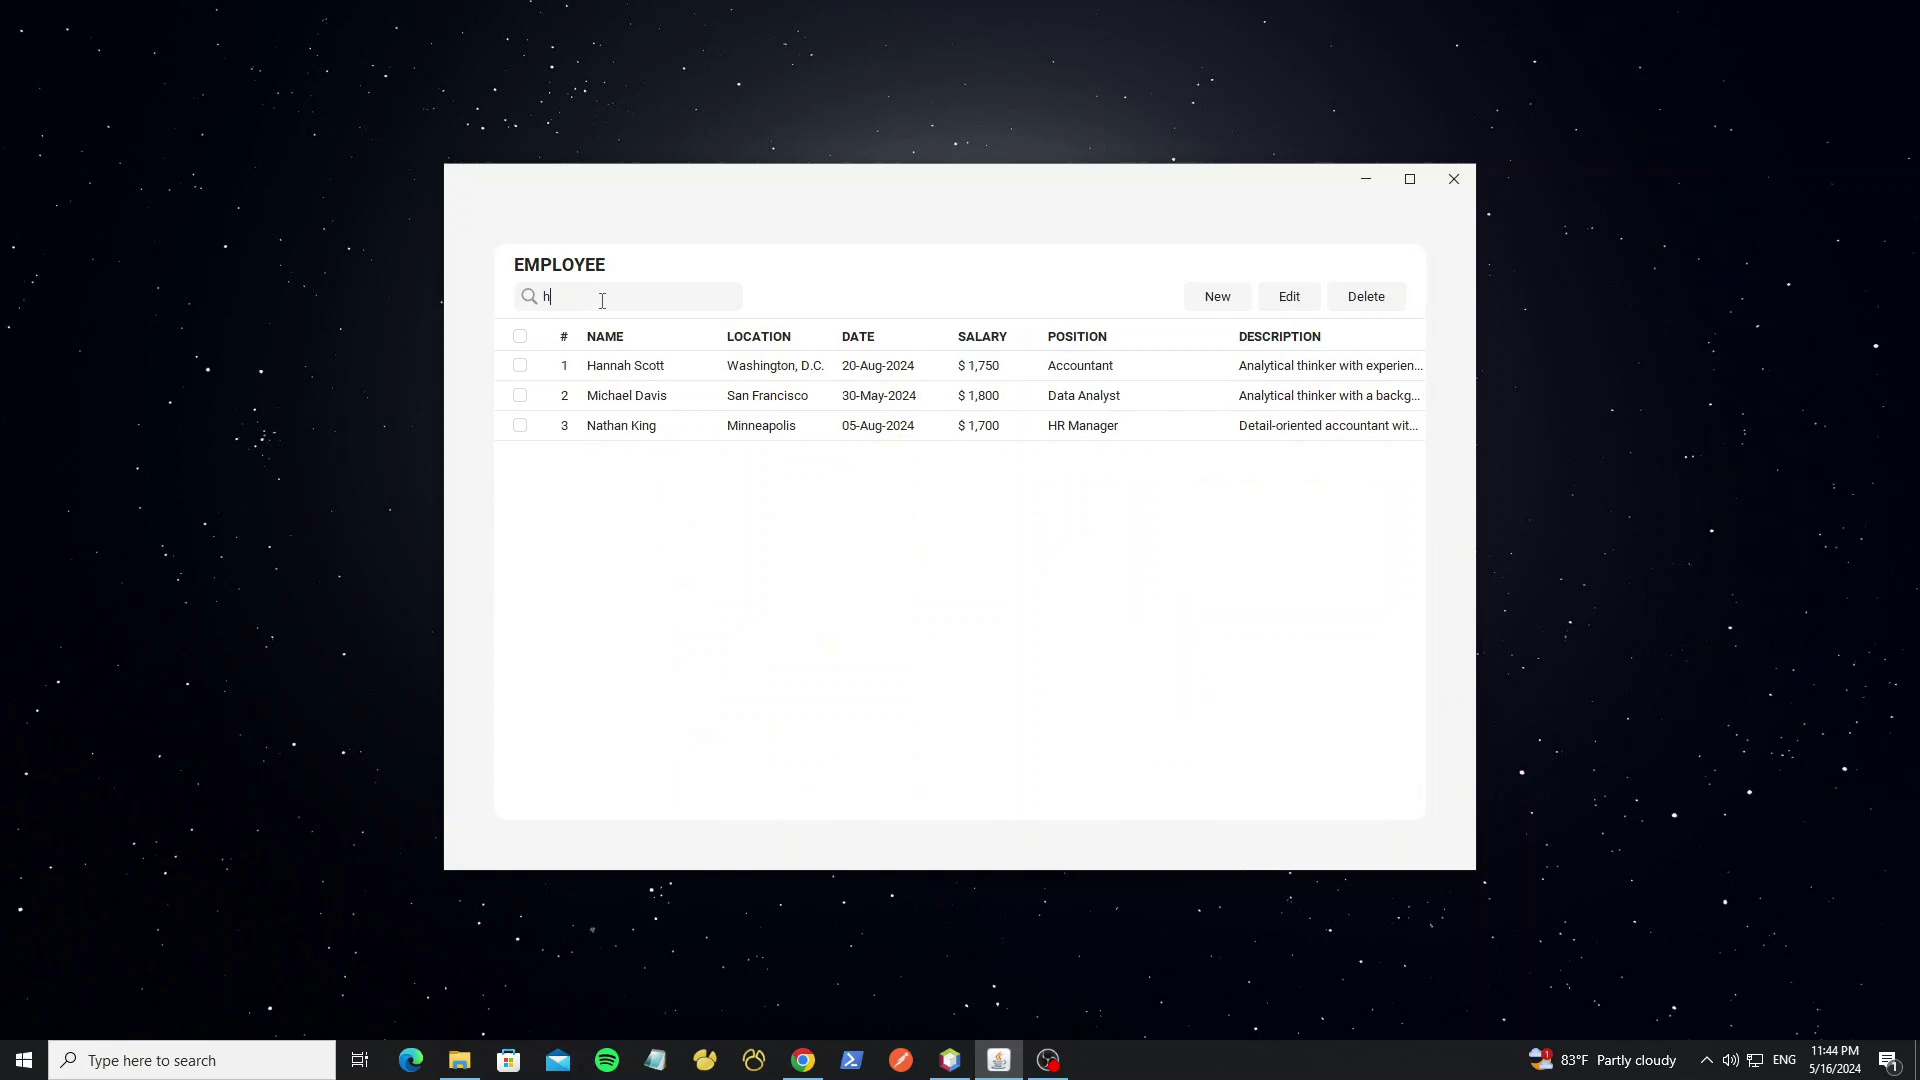 EMPLOYEE
h
New Edit Delete
# NAME LOCATION DATE SALARY POSITION DESCRIPTION
1 Hannah Scott Washington, D.C. 20-Aug-2024 $ 1,750 Accountant Analytical thinker with experien...
2 Michael Davis San Francisco 30-May-2024 $ 1,800 Data Analyst Analytical thinker with a backg...
3 Nathan King Minneapolis 05-Aug-2024 $ 1,700 HR Manager Detail-oriented accountant wit...
Type here to search
1
83°F Partly cloudy
ENG
11:44 PM
5/16/2024
1